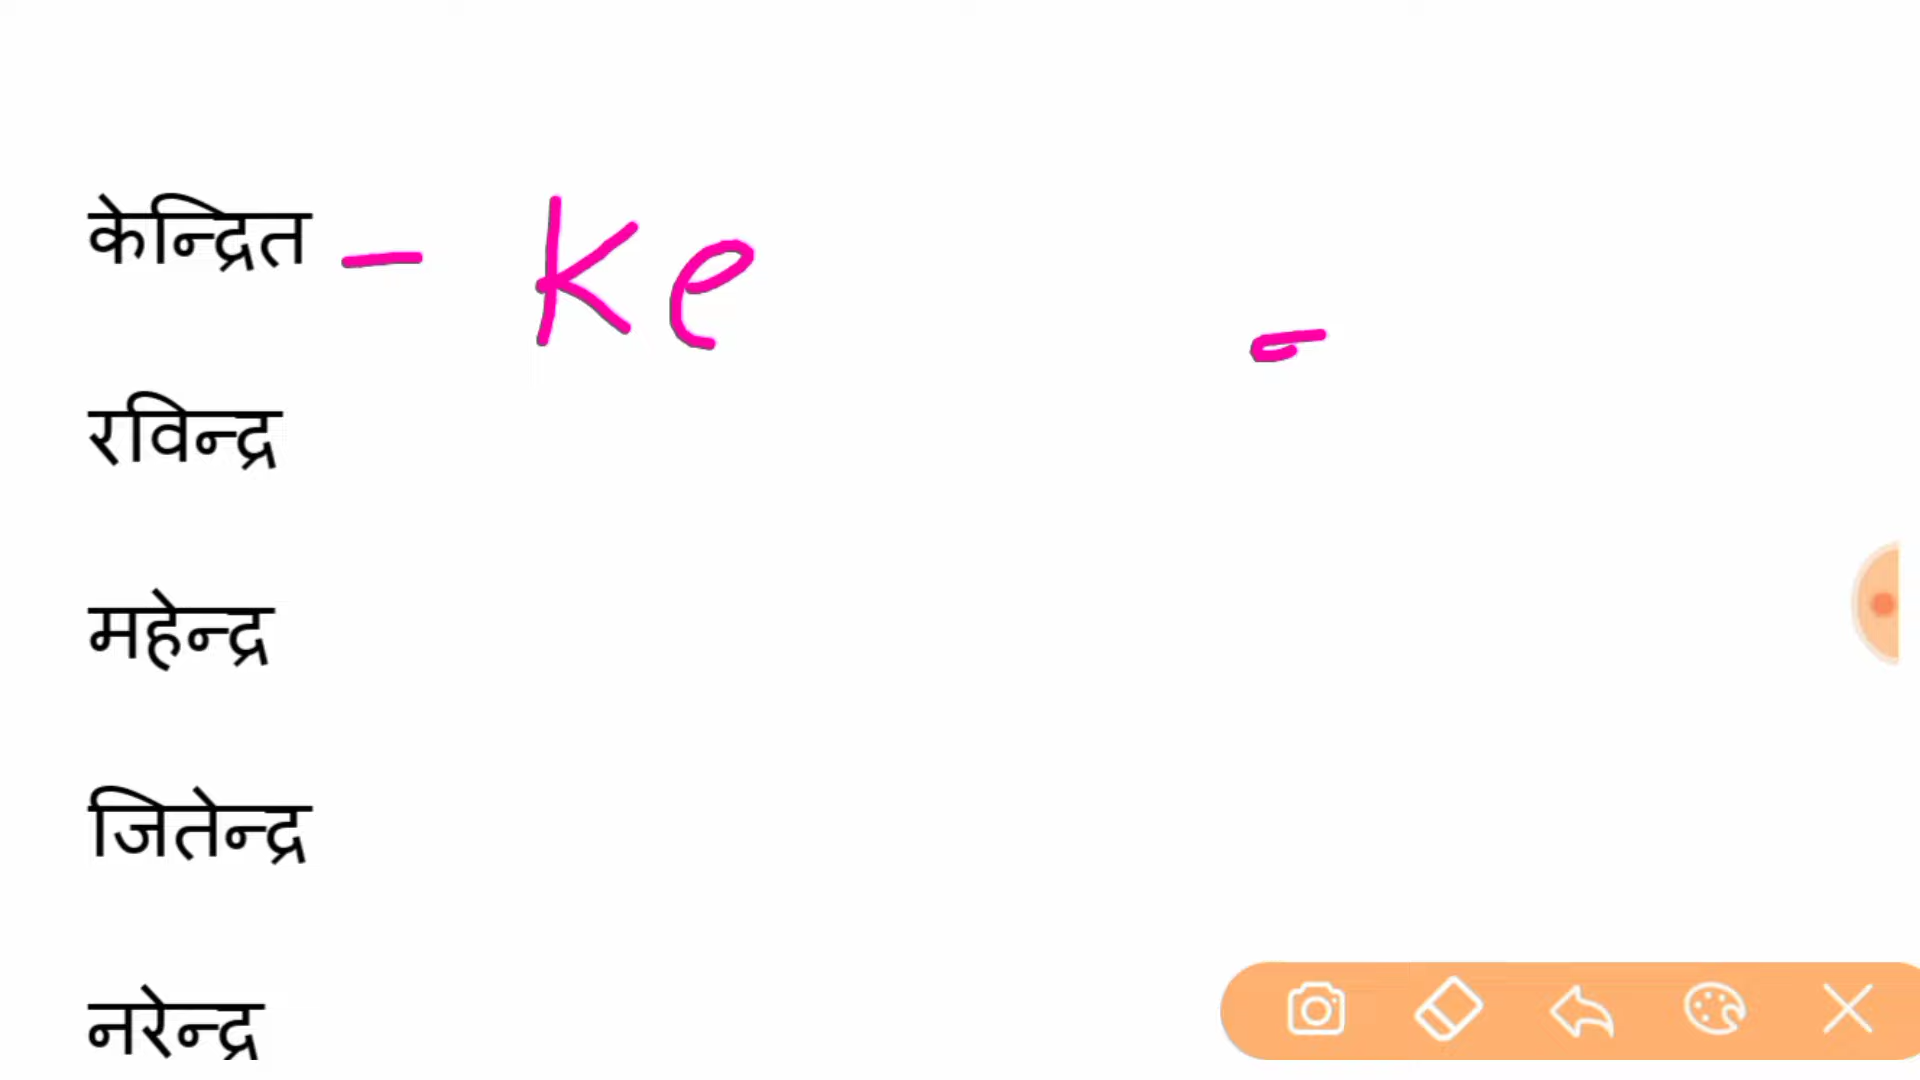 केन्द्रित - Ke
रविन्द्र
महेन्द्र
जितेन्द्र
नरेन्द्र